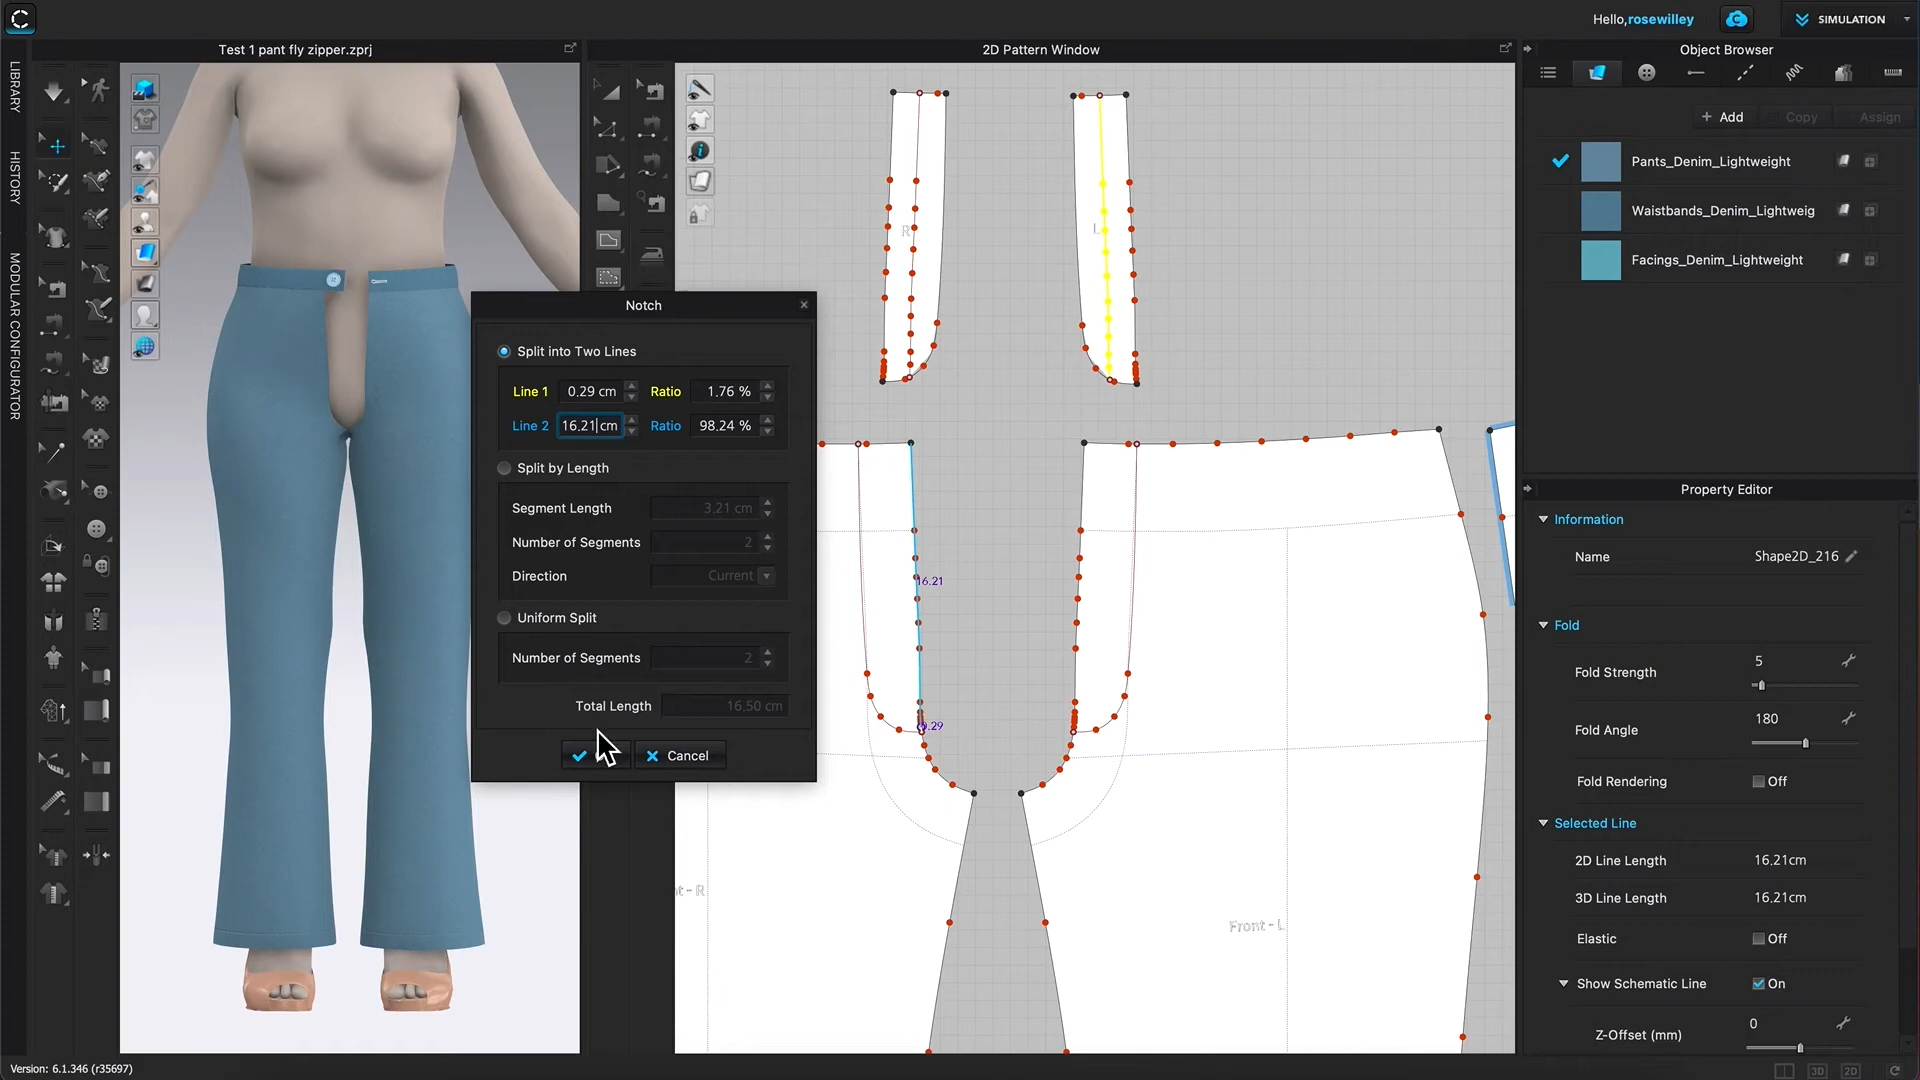 Hello,rosewilley
SIMULATION
Test 1 pant fly zipper.zprj
2D Pattern Window
Object Browser
LIBRARY
HISTORY
MODULAR CONFIGURATOR
+ Add
Copy
Assign
Pants_Denim_Lightweight
Waistbands_Denim_Lightweig
Facings_Denim_Lightweight
R
L
Notch
Split into Two Lines
Line 1 0.29 cm Ratio 1.76 %
Line 2 16.21 cm Ratio 98.24 %
Split by Length
Segment Length 3.21 cm
Number of Segments 2
Direction Current
Uniform Split
Number of Segments 2
Total Length 16.50 cm
Cancel
16.21
0.29
nt-R
Front-L
Property Editor
Information
Name Shape2D_216
Fold
Fold Strength 5
Fold Angle 180
Fold Rendering Off
Selected Line
2D Line Length 16.21cm
3D Line Length 16.21cm
Elastic Off
Show Schematic Line On
Z-Offset (mm) 0
Version: 6.1.346 (r35697)
3D
2D